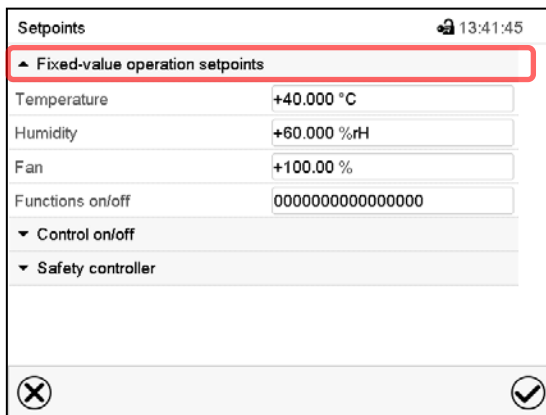 Setpoints 13:41:45
Fixed-value operation setpoints
Temperature +40.000 °C
Humidity +60.000 %rH
Fan +100.00 %
Functions on/off 0000000000000000
Control on/off
Safety controller